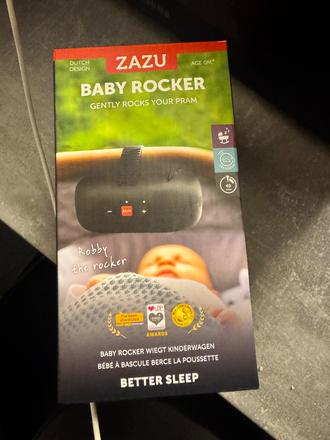 DUTCH
DESIGN
ZAZU
AGE 0M+
BABY ROCKER
GENTLY ROCKS YOUR PRAM
ZAZU
Robby
the rocker
AWARDS
BABY ROCKER WIEGT KINDERWAGEN
BÉBÉ À BASCULE BERCE LA POUSSETTE
BETTER SLEEP